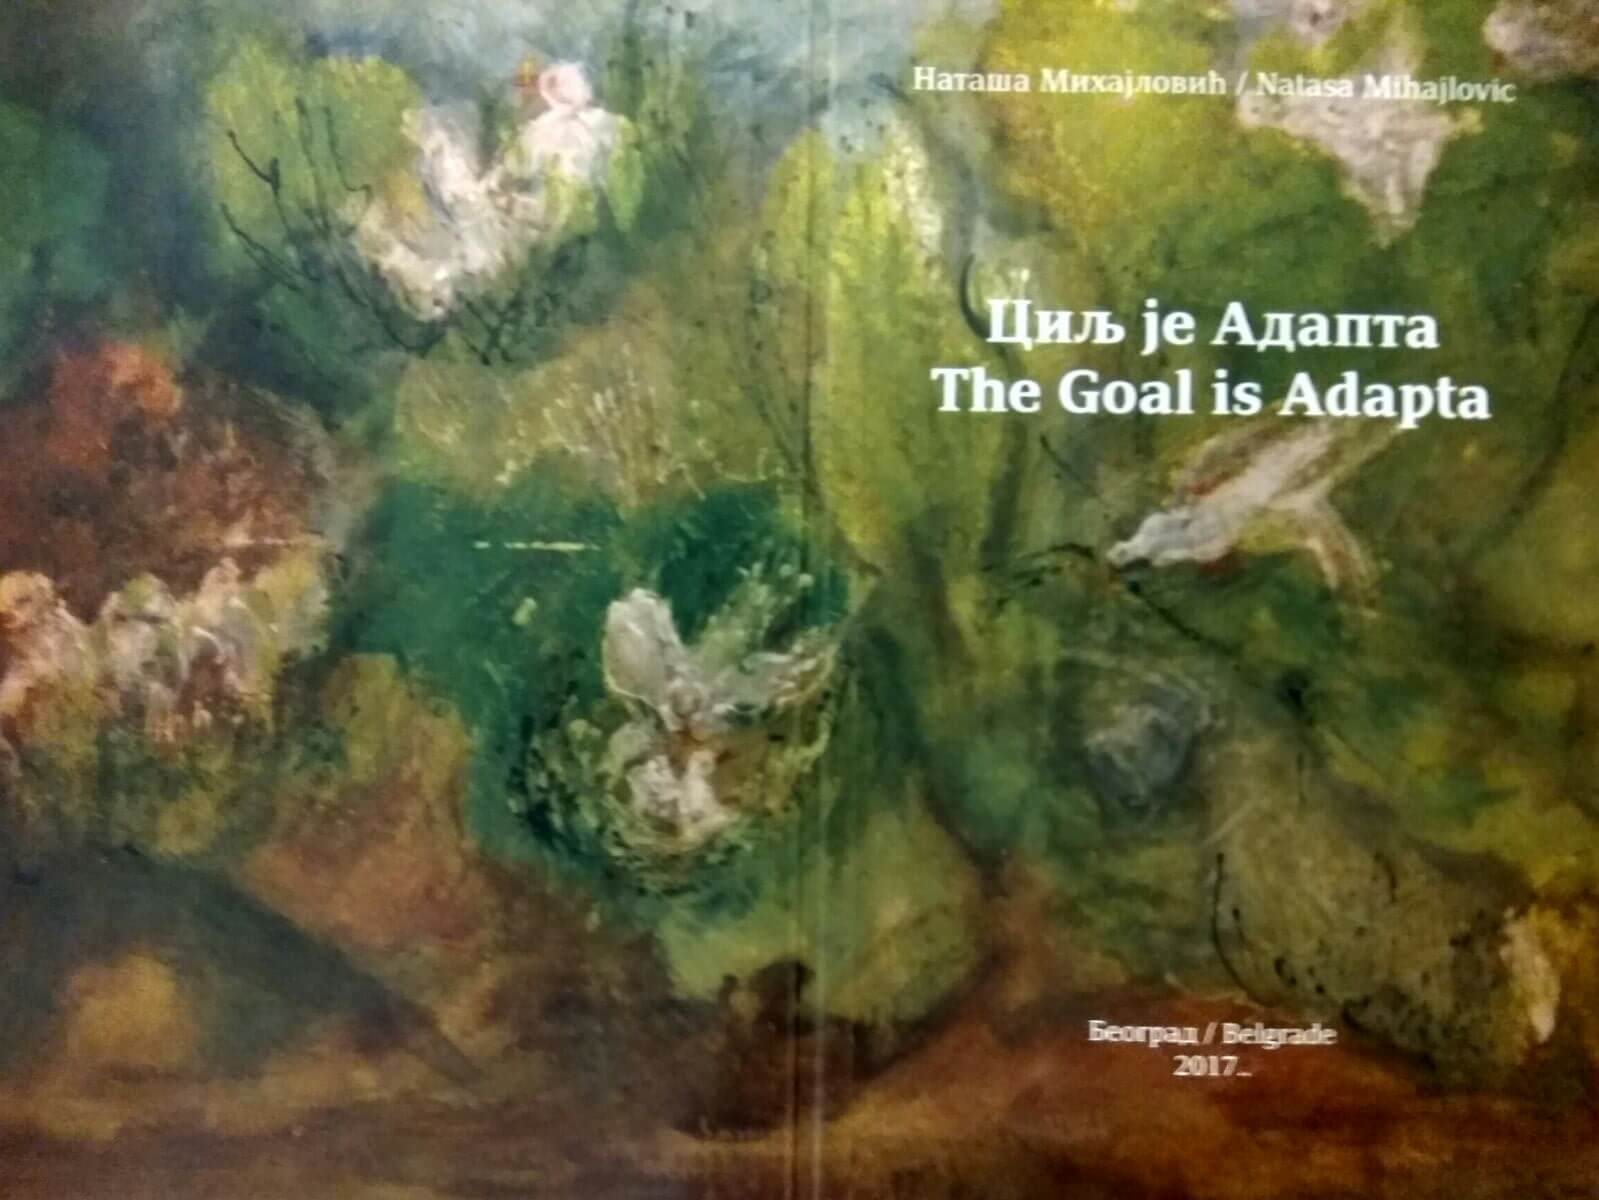 Наташа Михајловић / Natasa Mihajlovic
Циљ је Адапта
The Goal is Adapta
Београд / Belgrade
2017..